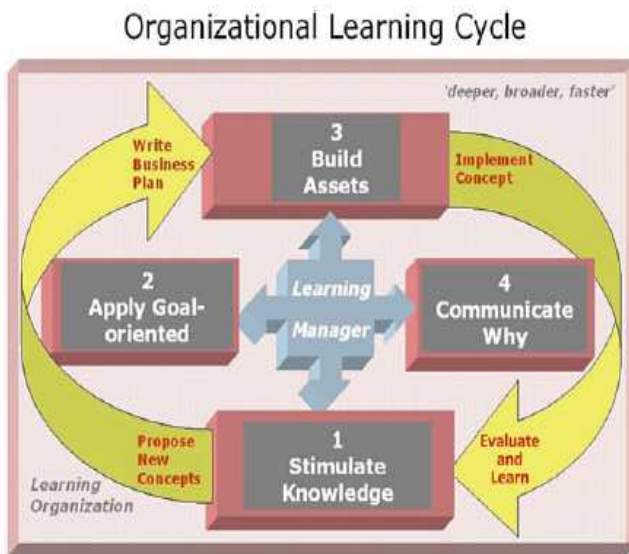 Organizational Learning Cycle
'deeper, broader, faster'
Write
Business
Plan
3
Build
Assets
Implement
Concept
2
Apply Goal-
oriented
Learning
Manager
4
Communicate
Why
Propose
New
Concepts
1
Stimulate
Knowledge
Evaluate
and
Learn
Learning
Organization